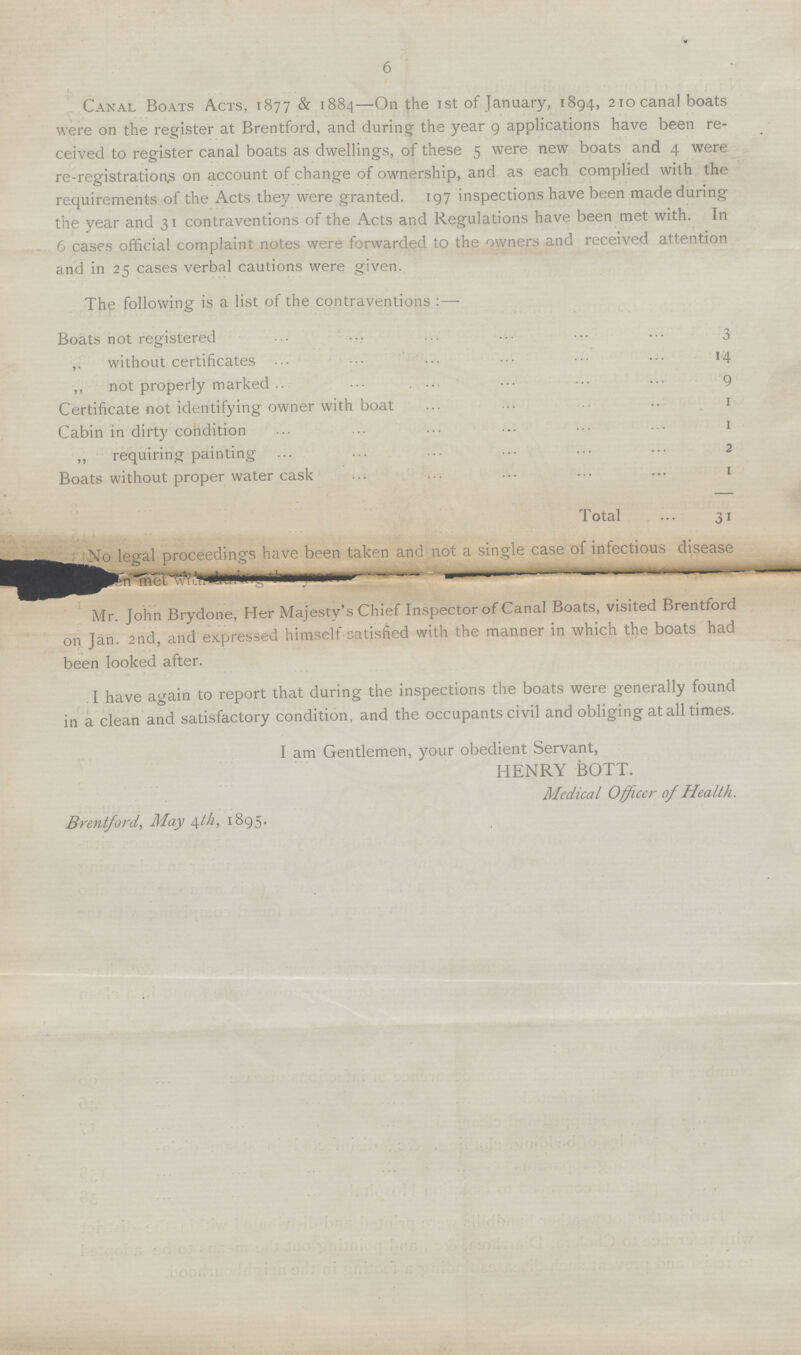 6
Canal Boats Acts, 1877 & 1884—On the 1st of January, 1894, 210 canal boats
were on the register at Brentford, and during the year 9 applications have been re-
ceived to register canal boats as dwellings, of these 5 were new boats and 4 were
re-registrations on account of change of ownership, and as each complied with the
requirements of the Acts they were granted. 197 inspections have been made during
the year and 31 contraventions of the Acts and Regulations have been met with. In
6 cases official complaint notes were forwarded to the owners and received attention
and in 25 cases verbal cautions were given.
The following is a list of the contraventions :—
Boats not registered ... ... ... ... ... ... 3
,, without certificates ... ... ... ... ... ... 14
,, not properly marked .. ... ... ... ... ... 9
Certificate not identifying owner with boat ... ... ... .. 1
Cabin in dirty condition ... ... ... ... ... ... 1
,, requiring painting ... ... ... ... ... ... 2
Boats without proper water cask ... ... ... ... ... 1
Total ... 31
No legal proceedings have been taken and not a single case of infectious disease
met with during the
Mr. John Brydone, Her Majesty's Chief Inspector of Canal Boats, visited Brentford
on Jan. 2nd, and expressed himself satisfied with the manner in which the boats had
been looked after.
I have again to report that during the inspections the boats were generally found
in a clean and satisfactory condition, and the occupants civil and obliging at all times.
I am Gentlemen, your obedient Servant,
HENRY BOTT.
Medical Officer of Health.
Brentford, May 4th, 1895.